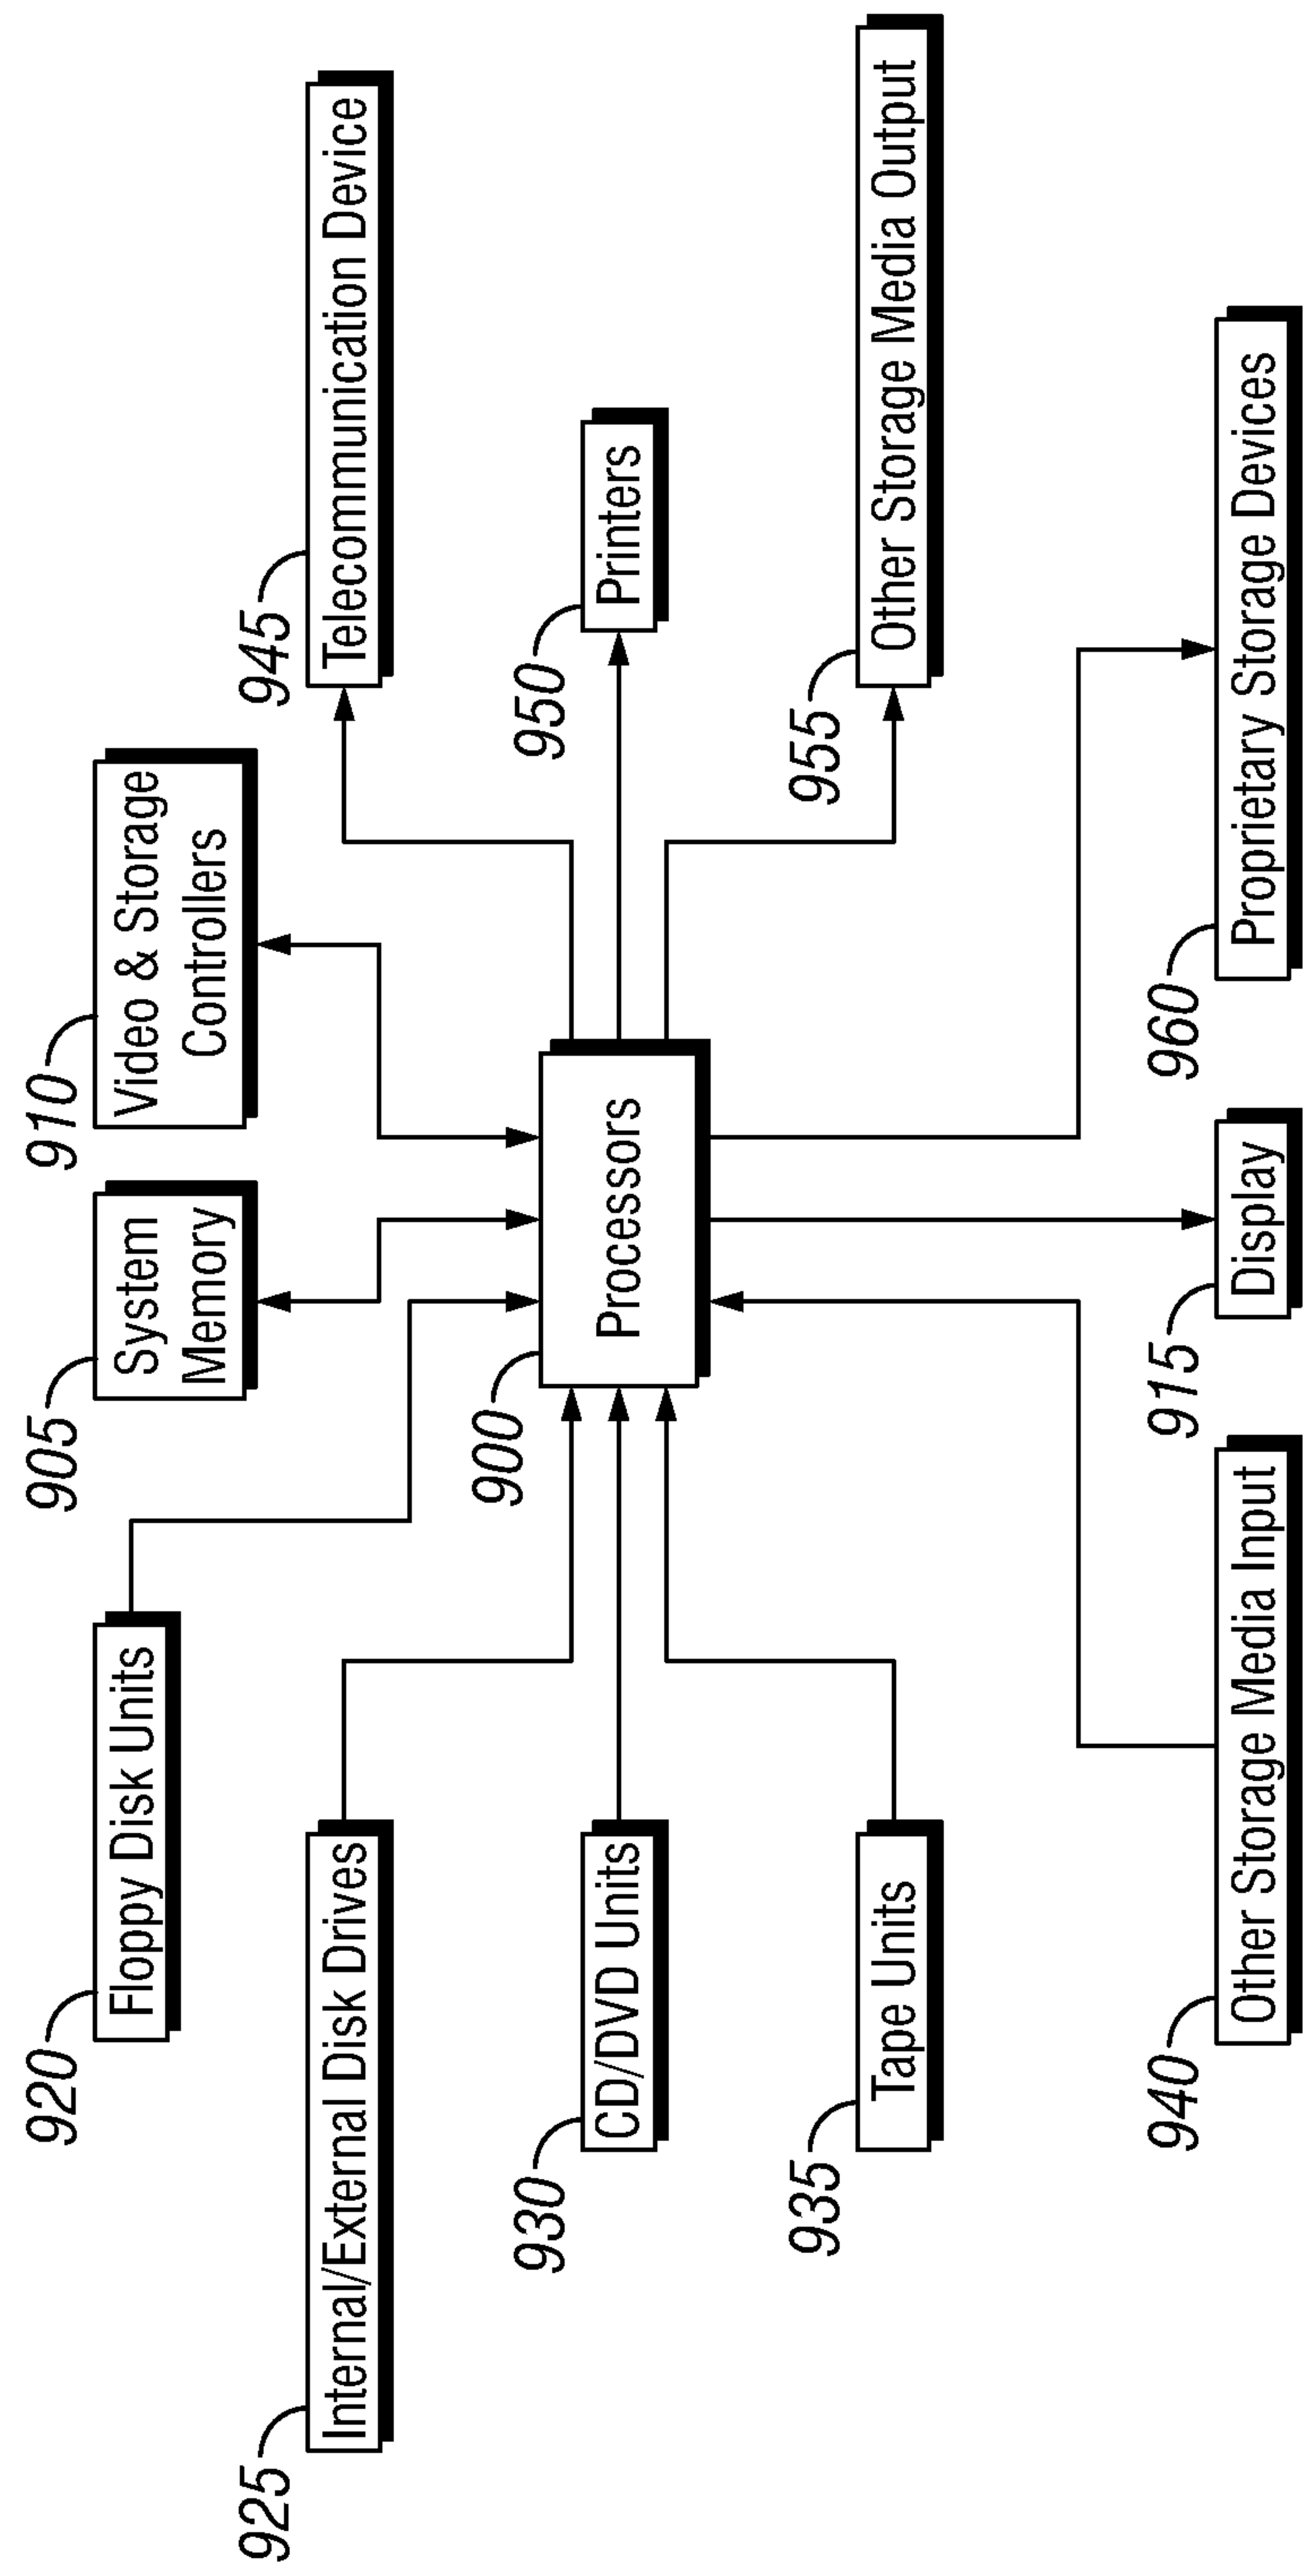 920
Floppy Disk Units
905
System
Memory
910
Video & Storage
Controllers
925
Internal/External Disk Drives
945
Telecommunication Device
900
Processors
930
CD/DVD Units
950
Printers
935
Tape Units
955
Other Storage Media Output
940
Other Storage Media Input
915
Display
960
Proprietary Storage Devices